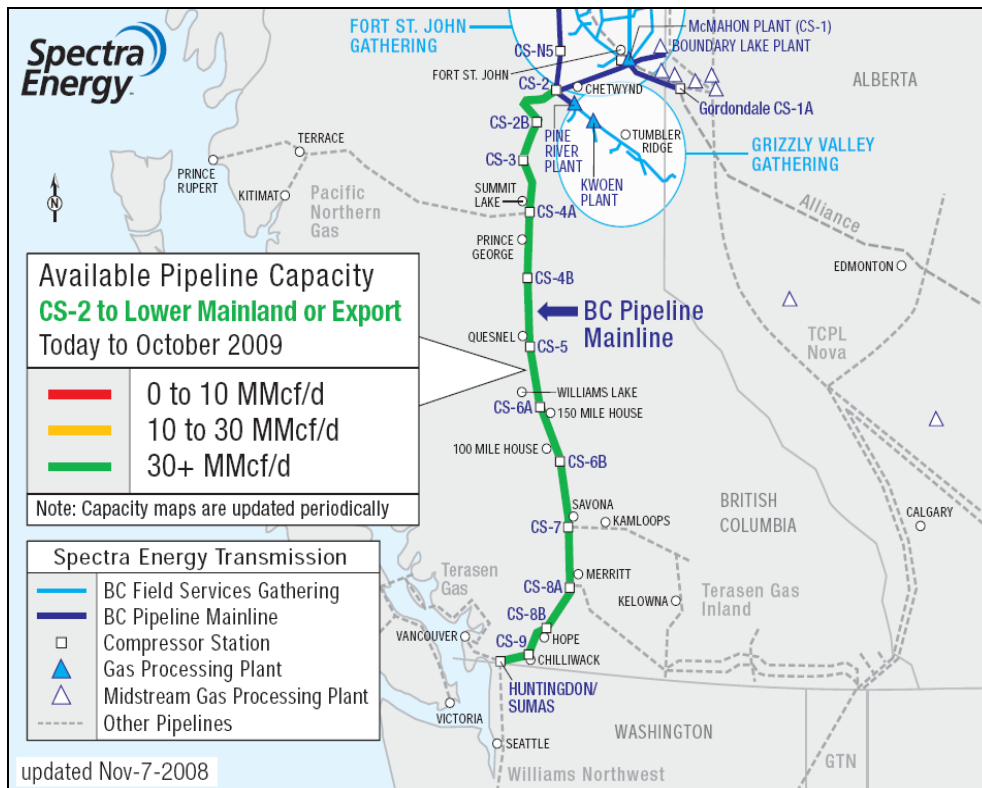 Spectra
Energy
FORT ST. JOHN
GATHERING
McMAHON PLANT (CS-1)
BOUNDARY LAKE PLANT
CS-N5
FORT ST. JOHN
ALBERTA
CS-2
CHETWYND
Gordondale CS-1A
CS-2B
PINE
RIVER
PLANT
TUMBLER
RIDGE
GRIZZLY VALLEY
GATHERING
TERRACE
CS-3
PRINCE
RUPERT
KITIMAT
Pacific
Northern
Gas
KWOEN
PLANT
SUMMIT
LAKE
CS-4A
N
Alliance
PRINCE
GEORGE
EDMONTON
Available Pipeline Capacity
CS-2 to Lower Mainland or Export
Today to October 2009
CS-4B
BC Pipeline
Mainline
TCPL
Nova
QUESNEL
CS-5
0 to 10 MMcf/d
10 to 30 MMcf/d
30+ MMcf/d
Note: Capacity maps are updated periodically
WILLIAMS LAKE
CS-6A
150 MILE HOUSE
100 MILE HOUSE
CS-6B
BRITISH
COLUMBIA
SAVONA
CS-7
KAMLOOPS
CALGARY
Spectra Energy Transmission
BC Field Services Gathering
BC Pipeline Mainline
Compressor Station
Gas Processing Plant
Midstream Gas Processing Plant
Other Pipelines
Terasen
Gas
MERRITT
CS-8A
KELOWNA
Terasen Gas
Inland
CS-8B
VANCOUVER
CS-9
HOPE
CHILLIWACK
HUNTINGDON/
SUMAS
VICTORIA
WASHINGTON
SEATTLE
GTN
Williams Northwest
updated Nov-7-2008